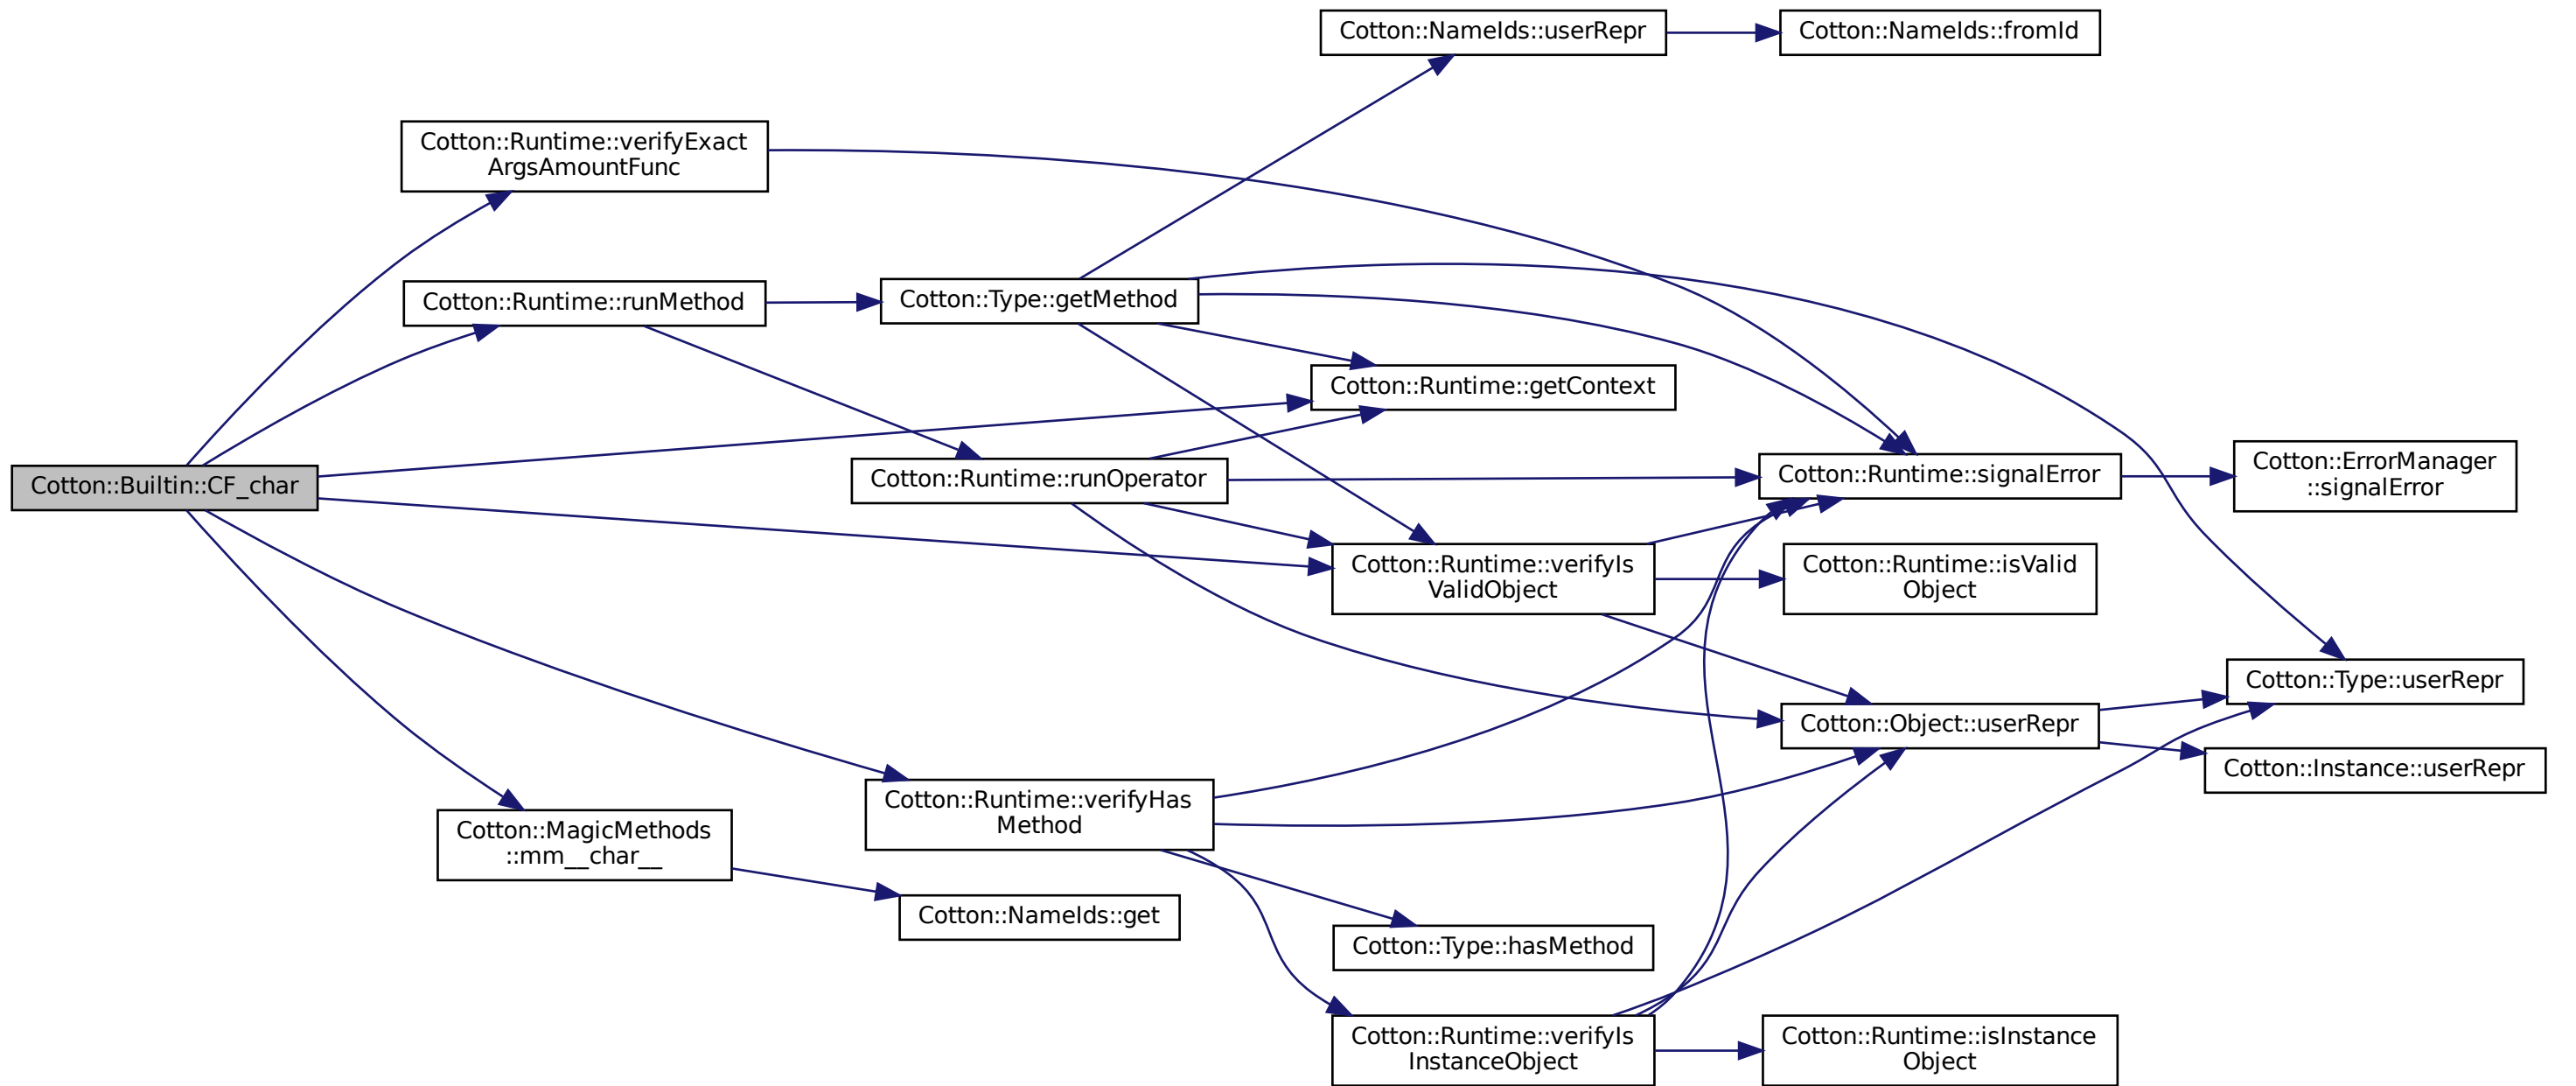 Cotton::NameIds::userRepr
Cotton::NameIds::fromId
Cotton::Runtime::verifyExact
ArgsAmountFunc
Cotton::Runtime::runMethod
Cotton::Type::getMethod
Cotton::Runtime::getContext
Cotton::Builtin::CF_char
Cotton::Runtime::runOperator
Cotton::Runtime::signalError
Cotton::ErrorManager
::signalError
Cotton::Runtime::verifyIs
ValidObject
Cotton::Runtime::isValid
Object
Cotton::Type::userRepr
Cotton::Object::userRepr
Cotton::Instance::userRepr
Cotton::Runtime::verifyHas
Method
Cotton::MagicMethods
::mm__char__
Cotton::NameIds::get
Cotton::Type::hasMethod
Cotton::Runtime::verifyIs
InstanceObject
Cotton::Runtime::isInstance
Object